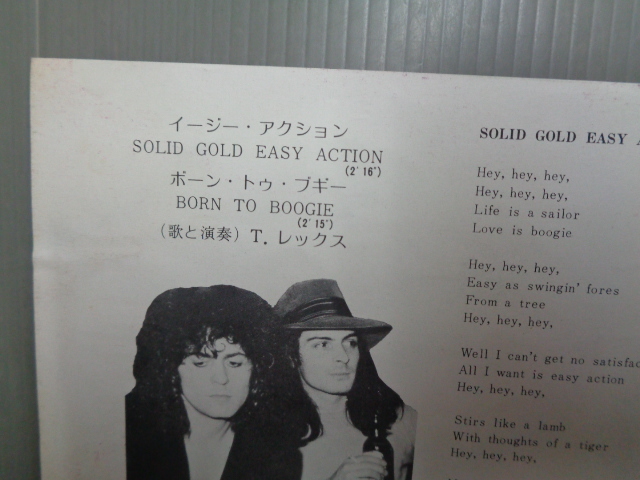 イージー・アクション
SOLID GOLD EASY ACTION
(2′16″)
ボーン・トゥ・ブギー
BORN TO BOOGIE
(2′15″)
(歌と演奏) T. レックス
SOLID GOLD EASY A
Hey, hey, hey,
Hey, hey, hey,
Life is a sailor
Love is boogie
Hey, hey, hey,
Easy as swingin' fores
From a tree
Hey, hey, hey,
Well I can't get no satisfac
All I want is easy action
Hey, hey, hey,
Stirs like a lamb
With thoughts of a tiger
Hey, hey, hey,